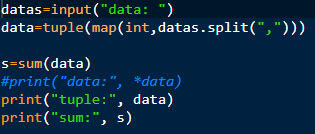 datas=input("data: ")
data=tuple(map(int,datas.split(",")))
s=sum(data)
#print("data:", *data)
print("tuple:", data)
print("sum:", s)